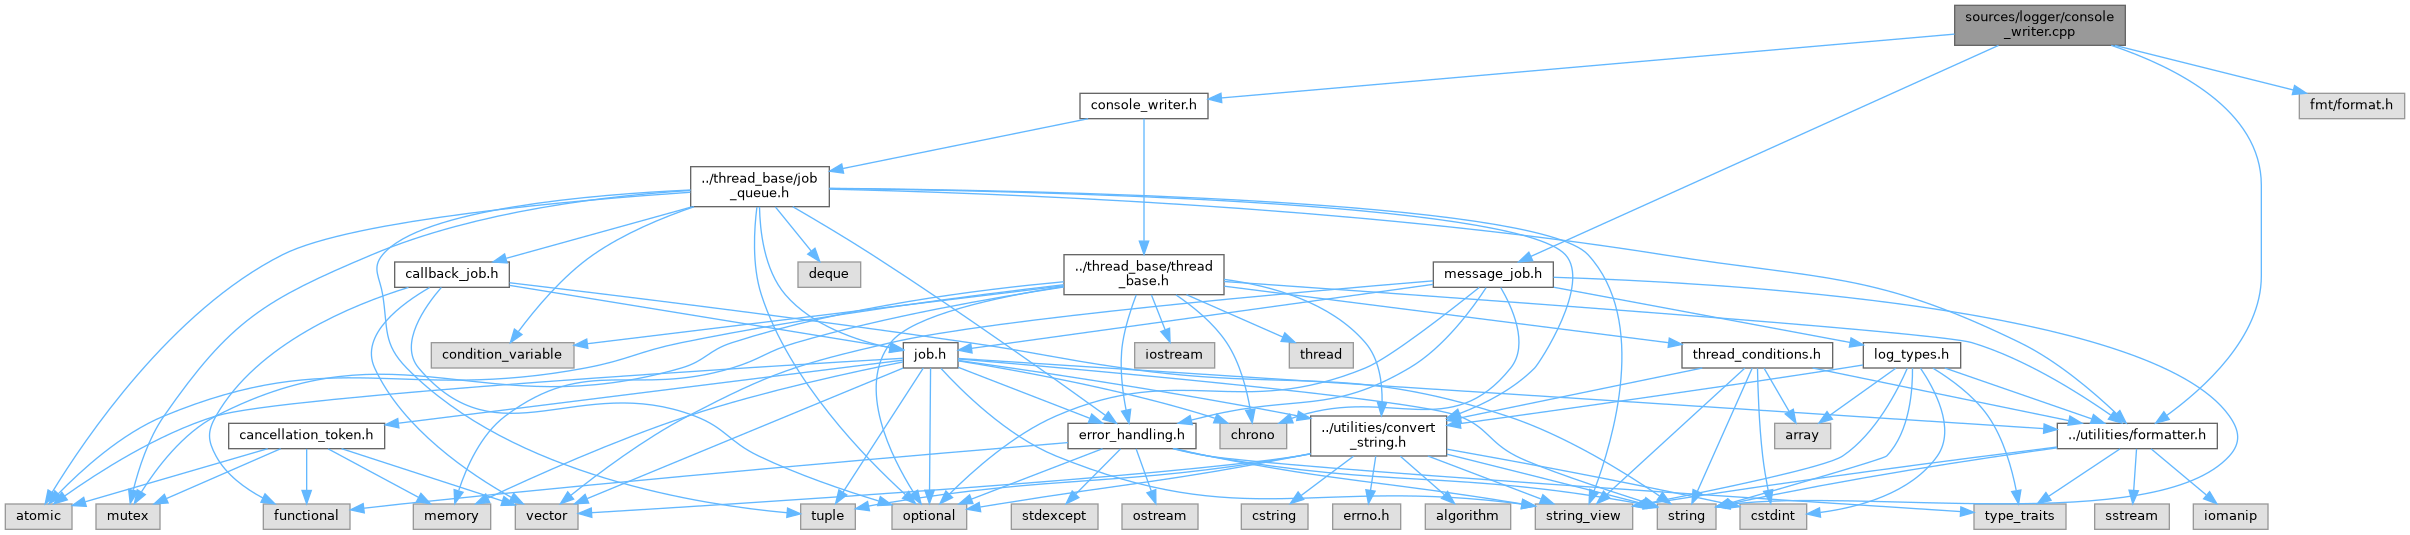 sources/logger/console
_writer.cpp
console_writer.h
fmt/format.h
../thread_base/job
_queue.h
callback_job.h
deque
../thread_base/thread
_base.h
message_job.h
condition_variable
job.h
iostream
thread
thread_conditions.h
log_types.h
cancellation_token.h
error_handling.h
chrono
../utilities/convert
_string.h
array
../utilities/formatter.h
atomic
mutex
functional
memory
vector
tuple
optional
stdexcept
ostream
cstring
errno.h
algorithm
string_view
string
cstdint
type_traits
sstream
iomanip